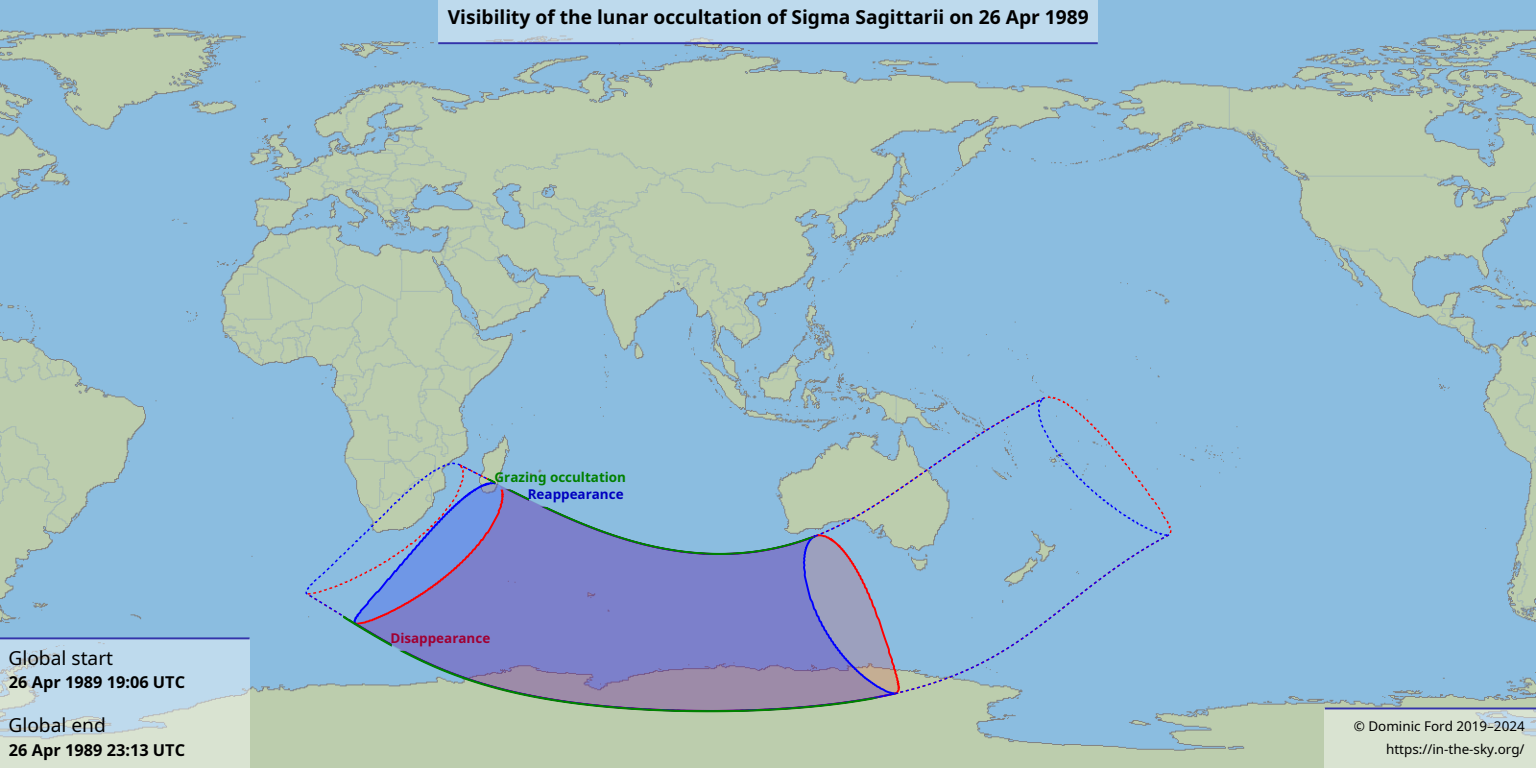 Visibility of the lunar occultation of Sigma Sagittarii on 26 Apr 1989
Grazing occultation
Reappearance
Disappearance
Global start
26 Apr 1989 19:06 UTC
Global end
26 Apr 1989 23:13 UTC
© Dominic Ford 2019–2024
https://in-the-sky.org/